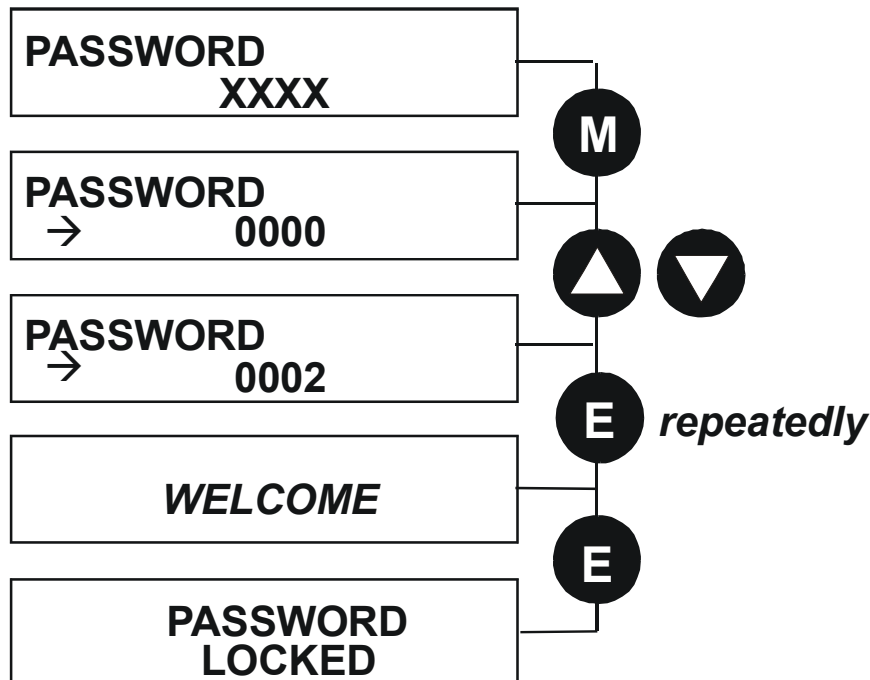 PASSWORD
XXXX
M
PASSWORD
→ 0000
PASSWORD
→ 0002
E repeatedly
WELCOME
E
PASSWORD
LOCKED